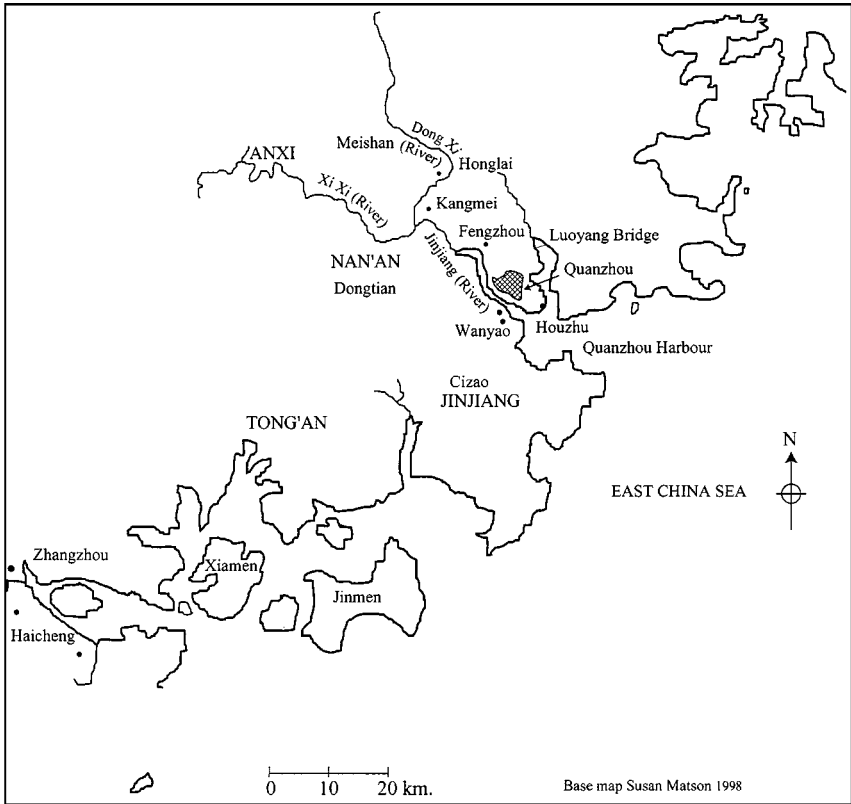 Dong Xi
(River)
Meishan
Honglai
ANXI
Xi Xi (River)
Kangmei
Fengzhou
Luoyang Bridge
NAN'AN
Quanzhou
Dongtian
Jinjiang (River)
Wanyao
Houzhu
Quanzhou Harbour
Cizao
JINJIANG
TONG'AN
N
EAST CHINA SEA
Zhangzhou
Xiamen
Jinmen
Haicheng
0 10 20 km.
Base map Susan Matson 1998